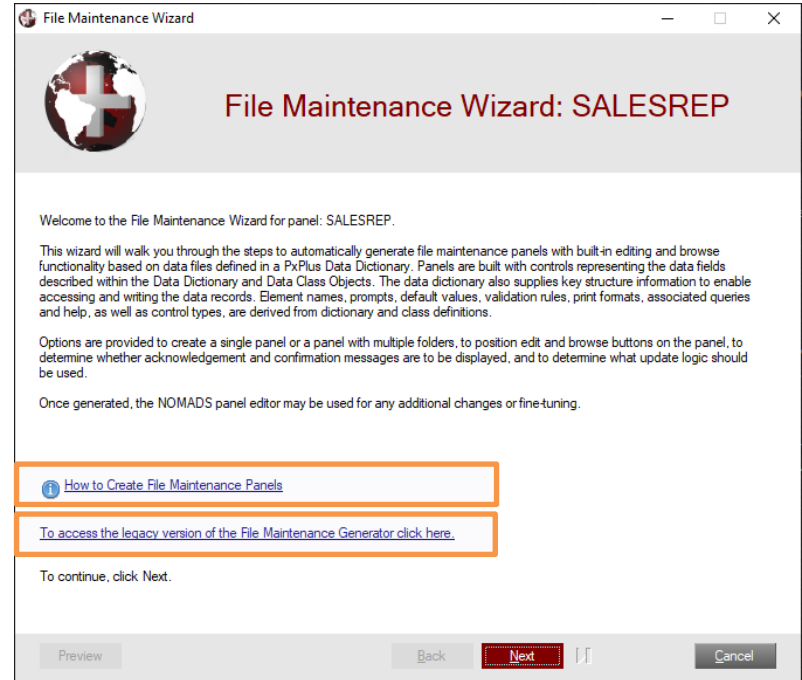 File Maintenance Wizard
File Maintenance Wizard: SALESREP
Welcome to the File Maintenance Wizard for panel: SALESREP.
This wizard will walk you through the steps to automatically generate file maintenance panels with built-in editing and browse
functionality based on data files defined in a PxPlus Data Dictionary. Panels are built with controls representing the data fields
described within the Data Dictionary and Data Class Objects. The data dictionary also supplies key structure information to enable
accessing and writing the data records. Element names, prompts, default values, validation rules, print formats, associated queries
and help, as well as control types, are derived from dictionary and class definitions.
Options are provided to create a single panel or a panel with multiple folders, to position edit and browse buttons on the panel, to
determine whether acknowledgement and confirmation messages are to be displayed, and to determine what update logic should
be used.
Once generated, the NOMADS panel editor may be used for any additional changes or fine-tuning.
How to Create File Maintenance Panels
To access the legacy version of the File Maintenance Generator click here.
To continue, click Next.
Preview Back Next Cancel